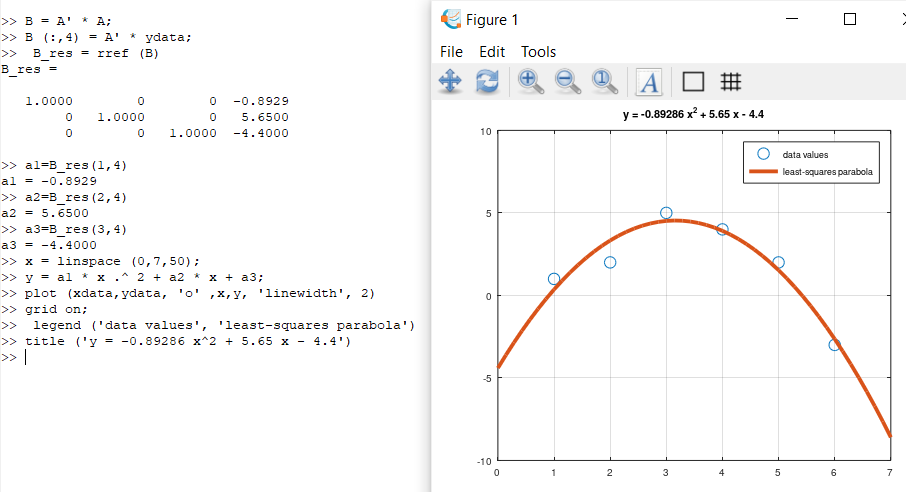 >> B = A' * A;
>> B (:,4) = A' * ydata;
>>  B_res = rref (B)
B_res =
1.0000 0 0 -0.8929
0 1.0000 0 5.6500
0 0 1.0000 -4.4000
>> a1=B_res(1,4)
a1 = -0.8929
>> a2=B_res(2,4)
a2 = 5.6500
>> a3=B_res(3,4)
a3 = -4.4000
>> x = linspace (0,7,50);
>> y = a1 * x .^ 2 + a2 * x + a3;
>> plot (xdata,ydata, 'o' ,x,y, 'linewidth', 2)
>> grid on;
>>  legend ('data values', 'least-squares parabola')
>> title ('y = -0.89286 x^2 + 5.65 x - 4.4')
>>
Figure 1
File Edit Tools
A
y = -0.89286 x² + 5.65 x - 4.4
data values
least-squares parabola
10
5
0
-5
-10
0 1 2 3 4 5 6 7